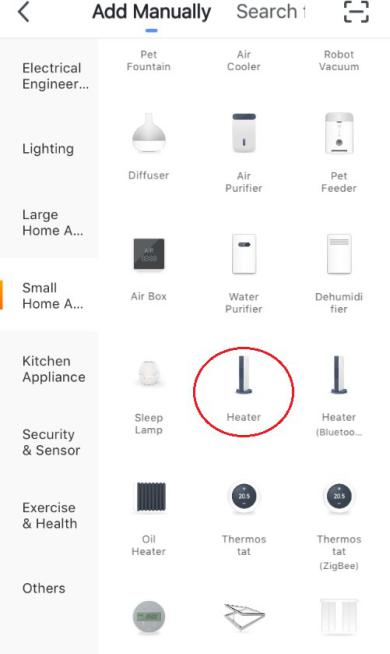 Add Manually Search f
Electrical
Engineer...
Lighting
Large
Home A...
Small
Home A...
Kitchen
Appliance
Security
& Sensor
Exercise
& Health
Others
Pet
Fountain
Air
Cooler
Robot
Vacuum
Diffuser
Air
Purifier
Pet
Feeder
Air Box
Water
Purifier
Dehumidi
fier
Sleep
Lamp
Heater
Heater
(Bluetoo...
Oil
Heater
20.5
Thermos
tat
20.5
Thermos
tat
(ZigBee)